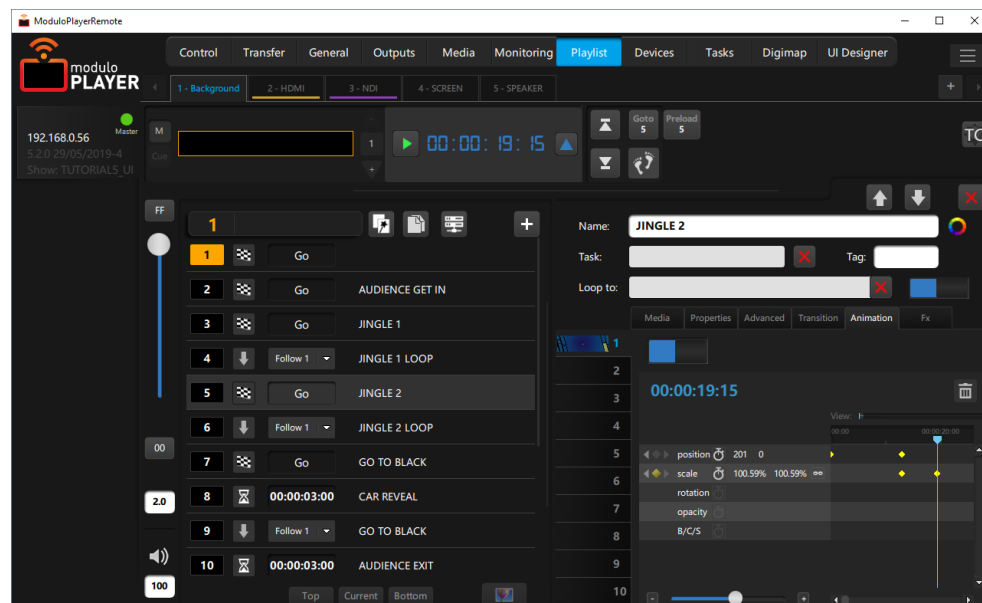 ModuloPlayerRemote
modulo PLAYER
Control Transfer General Outputs Media Monitoring Playlist Devices Tasks Digimap UI Designer
1 - Background 2 - HDMI 3 - NDI 4 - SCREEN 5 - SPEAKER +
192.168.0.56 Master
5.2.0 29/05/2019-4
Show: TUTORIAL5_UI
M
Cue
1
+
00:00:19:15
Goto 5
Preload 5
TC
FF
1
+
1 Go
2 Go AUDIENCE GET IN
3 Go JINGLE 1
4 Follow 1 JINGLE 1 LOOP
5 Go JINGLE 2
6 Follow 1 JINGLE 2 LOOP
7 Go GO TO BLACK
8 00:00:03:00 CAR REVEAL
9 Follow 1 GO TO BLACK
10 00:00:03:00 AUDIENCE EXIT
Top Current Bottom
00
2.0
100
Name: JINGLE 2
Task: Tag:
Loop to:
Media Properties Advanced Transition Animation Fx
1
2
3
4
5
6
7
8
9
10
00:00:19:15
View:
00:00 00:00:20:00
position 201 0
scale 100.59% 100.59%
rotation
opacity
B/C/S
- +